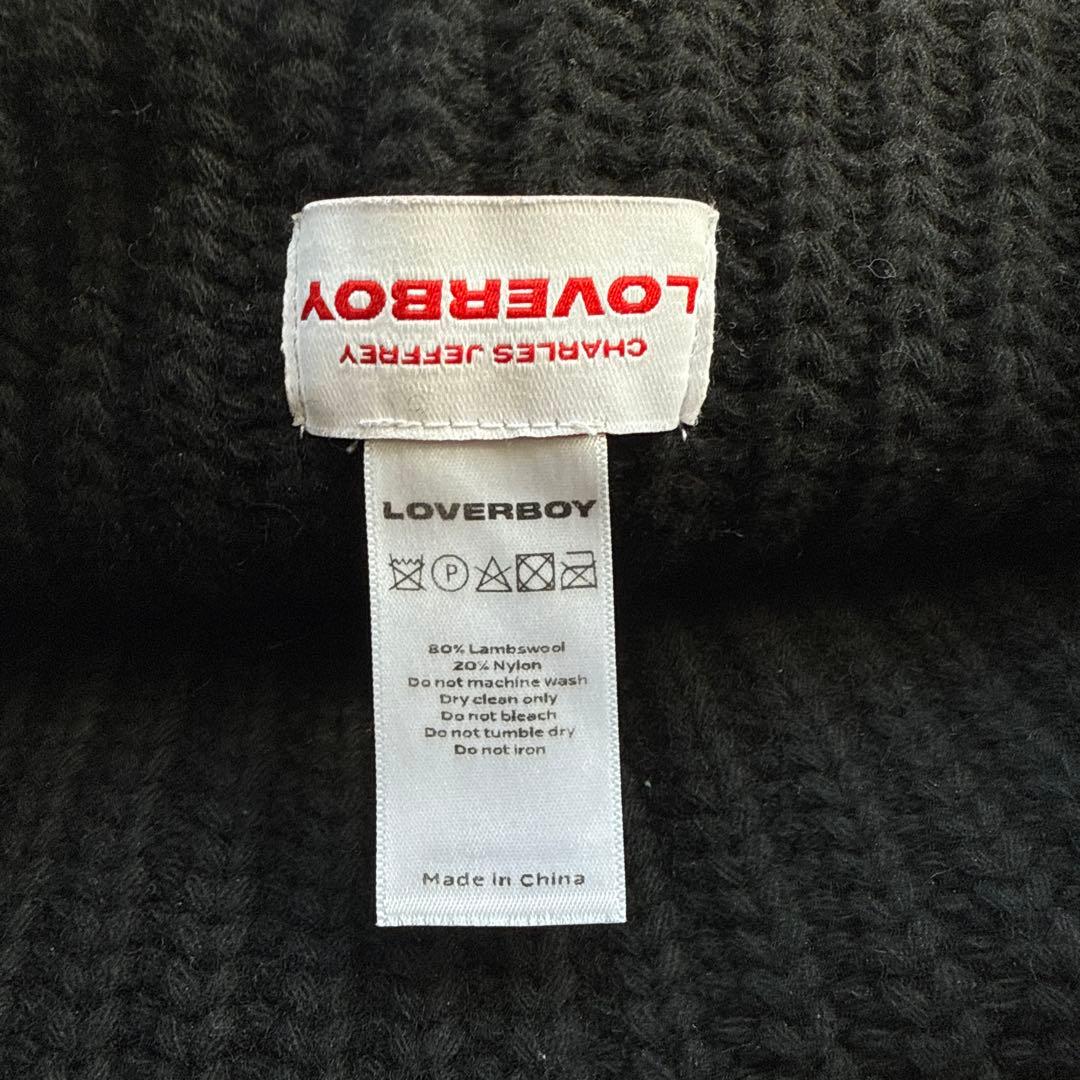 LOVERBOY
CHARLES JEFFREY
LOVERBOY
P
80% Lambswool
20% Nylon
Do not machine wash
Dry clean only
Do not bleach
Do not tumble dry
Do not iron
Made in China